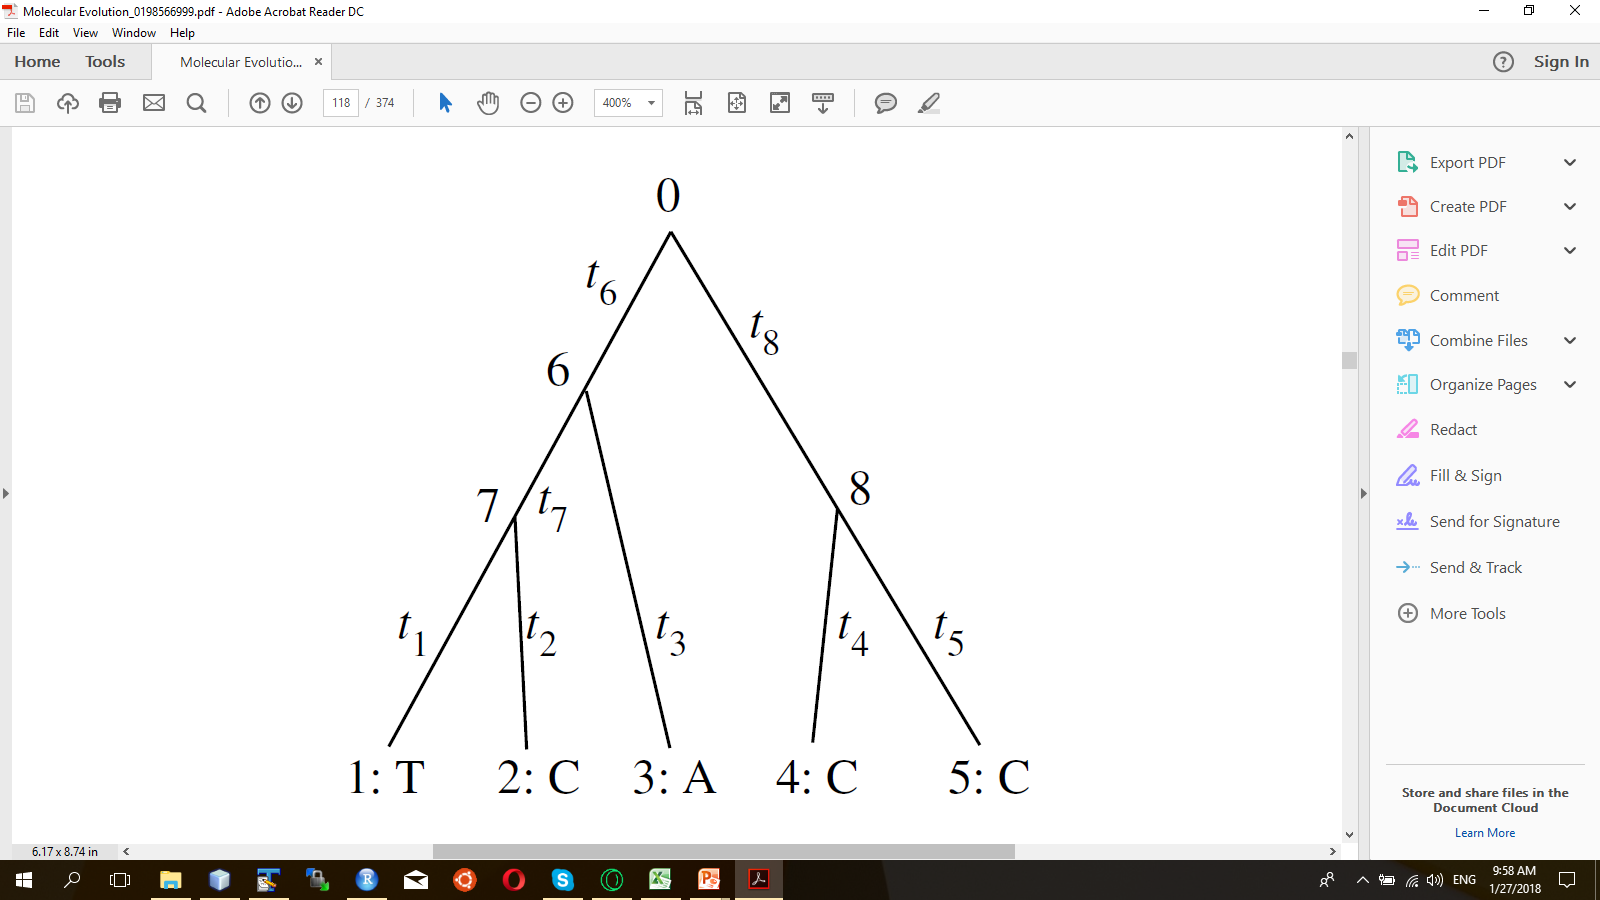 Molecular Evolution_0198566999.pdf - Adobe Acrobat Reader DC
File Edit View Window Help
Home Tools Molecular Evolutio... × ? Sign In
118 / 374 400%
0
t6
t8
6
8
7 t7
t1 t2 t3 t4 t5
1: T 2: C 3: A 4: C 5: C
6.17 x 8.74 in
Export PDF
Create PDF
Edit PDF
Comment
Combine Files
Organize Pages
Redact
Fill & Sign
Send for Signature
Send & Track
More Tools
Store and share files in the
Document Cloud
Learn More
ENG
9:58 AM
1/27/2018